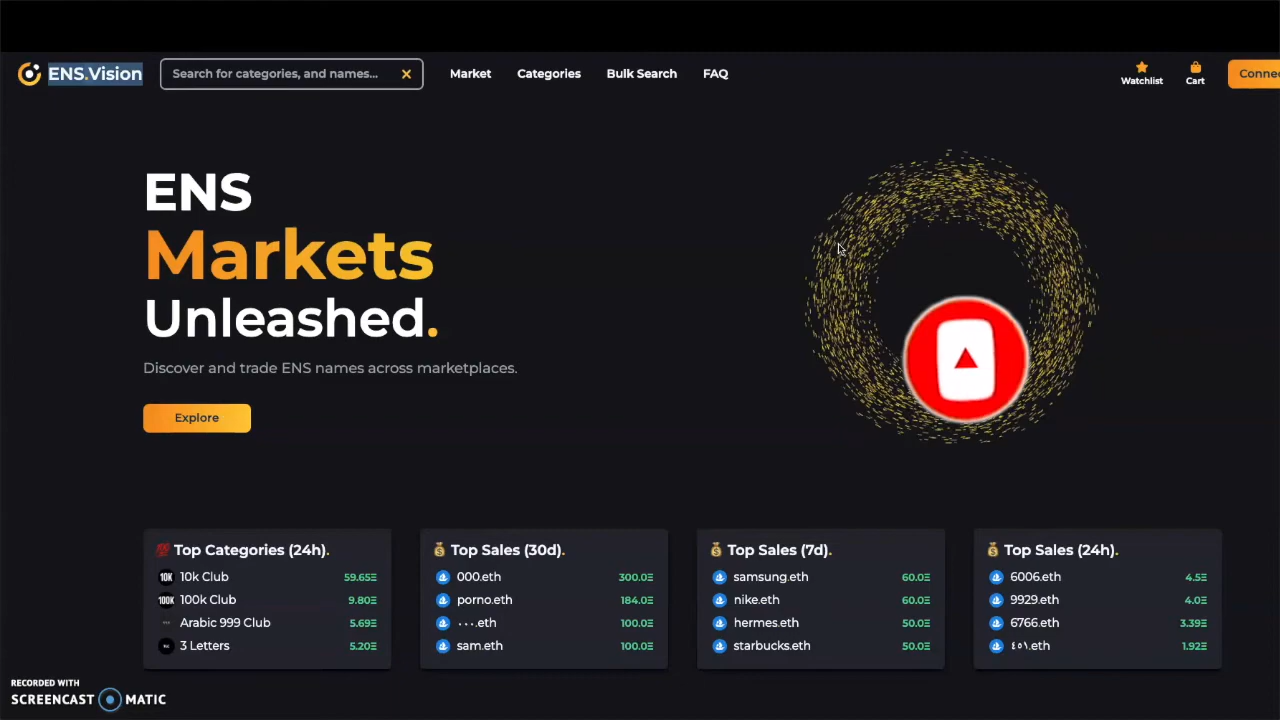 ENS.Vision
Search for categories, and names...
Market
Categories
Bulk Search
FAQ
Watchlist
Cart
Connec
ENS
Markets
Unleashed.
Discover and trade ENS names across marketplaces.
Explore
💯 Top Categories (24h).
10K 10k Club 59.65Ξ
100K 100k Club 9.80Ξ
Arabic 999 Club 5.69Ξ
3 Letters 5.20Ξ
💰 Top Sales (30d).
000.eth 300.0Ξ
porno.eth 184.0Ξ
٠٠٠.eth 100.0Ξ
sam.eth 100.0Ξ
💰 Top Sales (7d).
samsung.eth 60.0Ξ
nike.eth 60.0Ξ
hermes.eth 50.0Ξ
starbucks.eth 50.0Ξ
💰 Top Sales (24h).
6006.eth 4.5Ξ
9929.eth 4.0Ξ
6766.eth 3.39Ξ
٤٥١.eth 1.92Ξ
RECORDED WITH
SCREENCAST MATIC